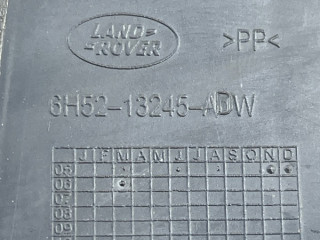 LAND-
-ROVER
>PP<
6H52-13245-ADW
J F M A M J J A S O N D
05
06
07
08
09